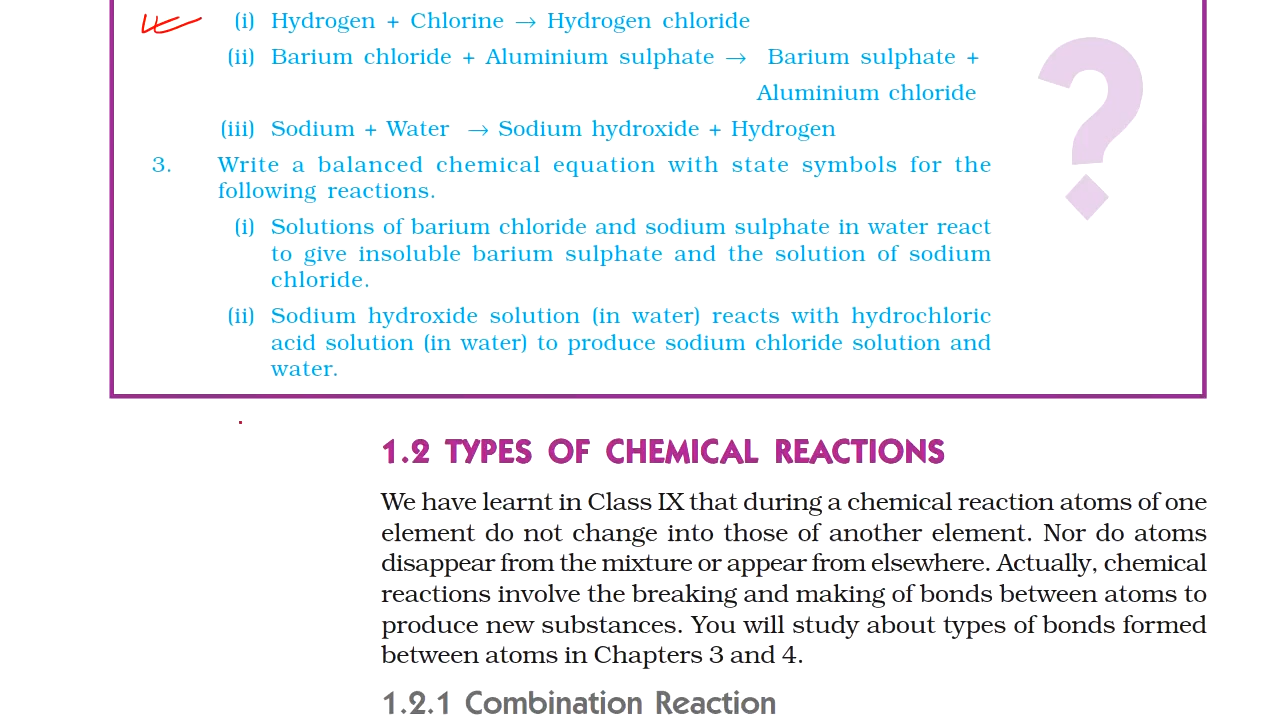 (i) Hydrogen + Chlorine → Hydrogen chloride
(ii) Barium chloride + Aluminium sulphate → Barium sulphate +
Aluminium chloride
(iii) Sodium + Water → Sodium hydroxide + Hydrogen
3. Write a balanced chemical equation with state symbols for the
following reactions.
(i) Solutions of barium chloride and sodium sulphate in water react
to give insoluble barium sulphate and the solution of sodium
chloride.
(ii) Sodium hydroxide solution (in water) reacts with hydrochloric
acid solution (in water) to produce sodium chloride solution and
water.
?
1.2 TYPES OF CHEMICAL REACTIONS
We have learnt in Class IX that during a chemical reaction atoms of one
element do not change into those of another element. Nor do atoms
disappear from the mixture or appear from elsewhere. Actually, chemical
reactions involve the breaking and making of bonds between atoms to
produce new substances. You will study about types of bonds formed
between atoms in Chapters 3 and 4.
1.2.1 Combination Reaction